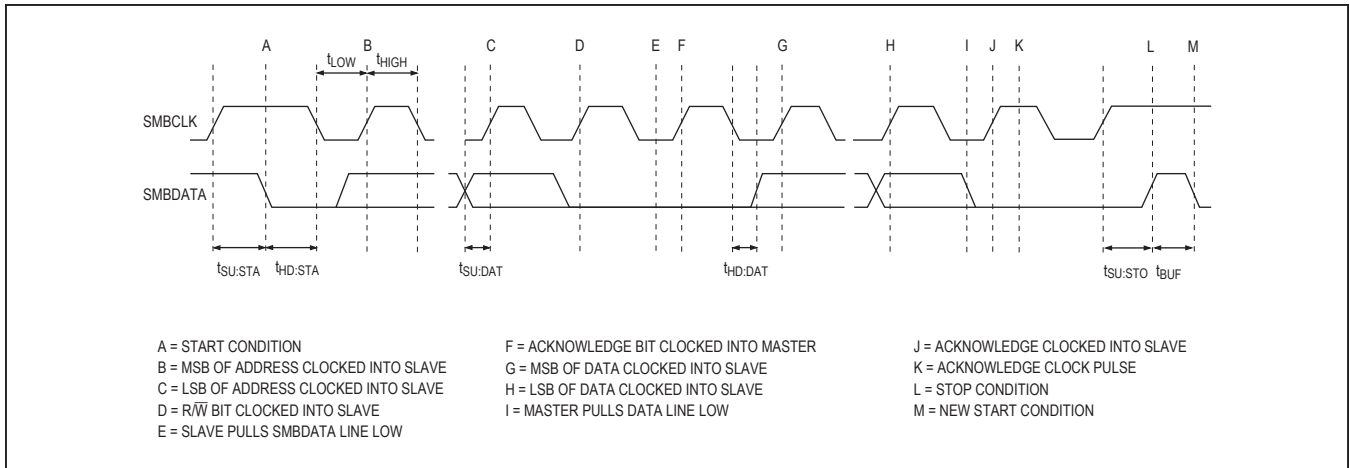 A B C D E F G H I J K L M
tLOW tHIGH
SMBCLK
SMBDATA
tSU:STA tHD:STA tSU:DAT tHD:DAT tSU:STO tBUF
A = START CONDITION
B = MSB OF ADDRESS CLOCKED INTO SLAVE
C = LSB OF ADDRESS CLOCKED INTO SLAVE
D = R/W̅ BIT CLOCKED INTO SLAVE
E = SLAVE PULLS SMBDATA LINE LOW
F = ACKNOWLEDGE BIT CLOCKED INTO MASTER
G = MSB OF DATA CLOCKED INTO SLAVE
H = LSB OF DATA CLOCKED INTO SLAVE
I = MASTER PULLS DATA LINE LOW
J = ACKNOWLEDGE CLOCKED INTO SLAVE
K = ACKNOWLEDGE CLOCK PULSE
L = STOP CONDITION
M = NEW START CONDITION